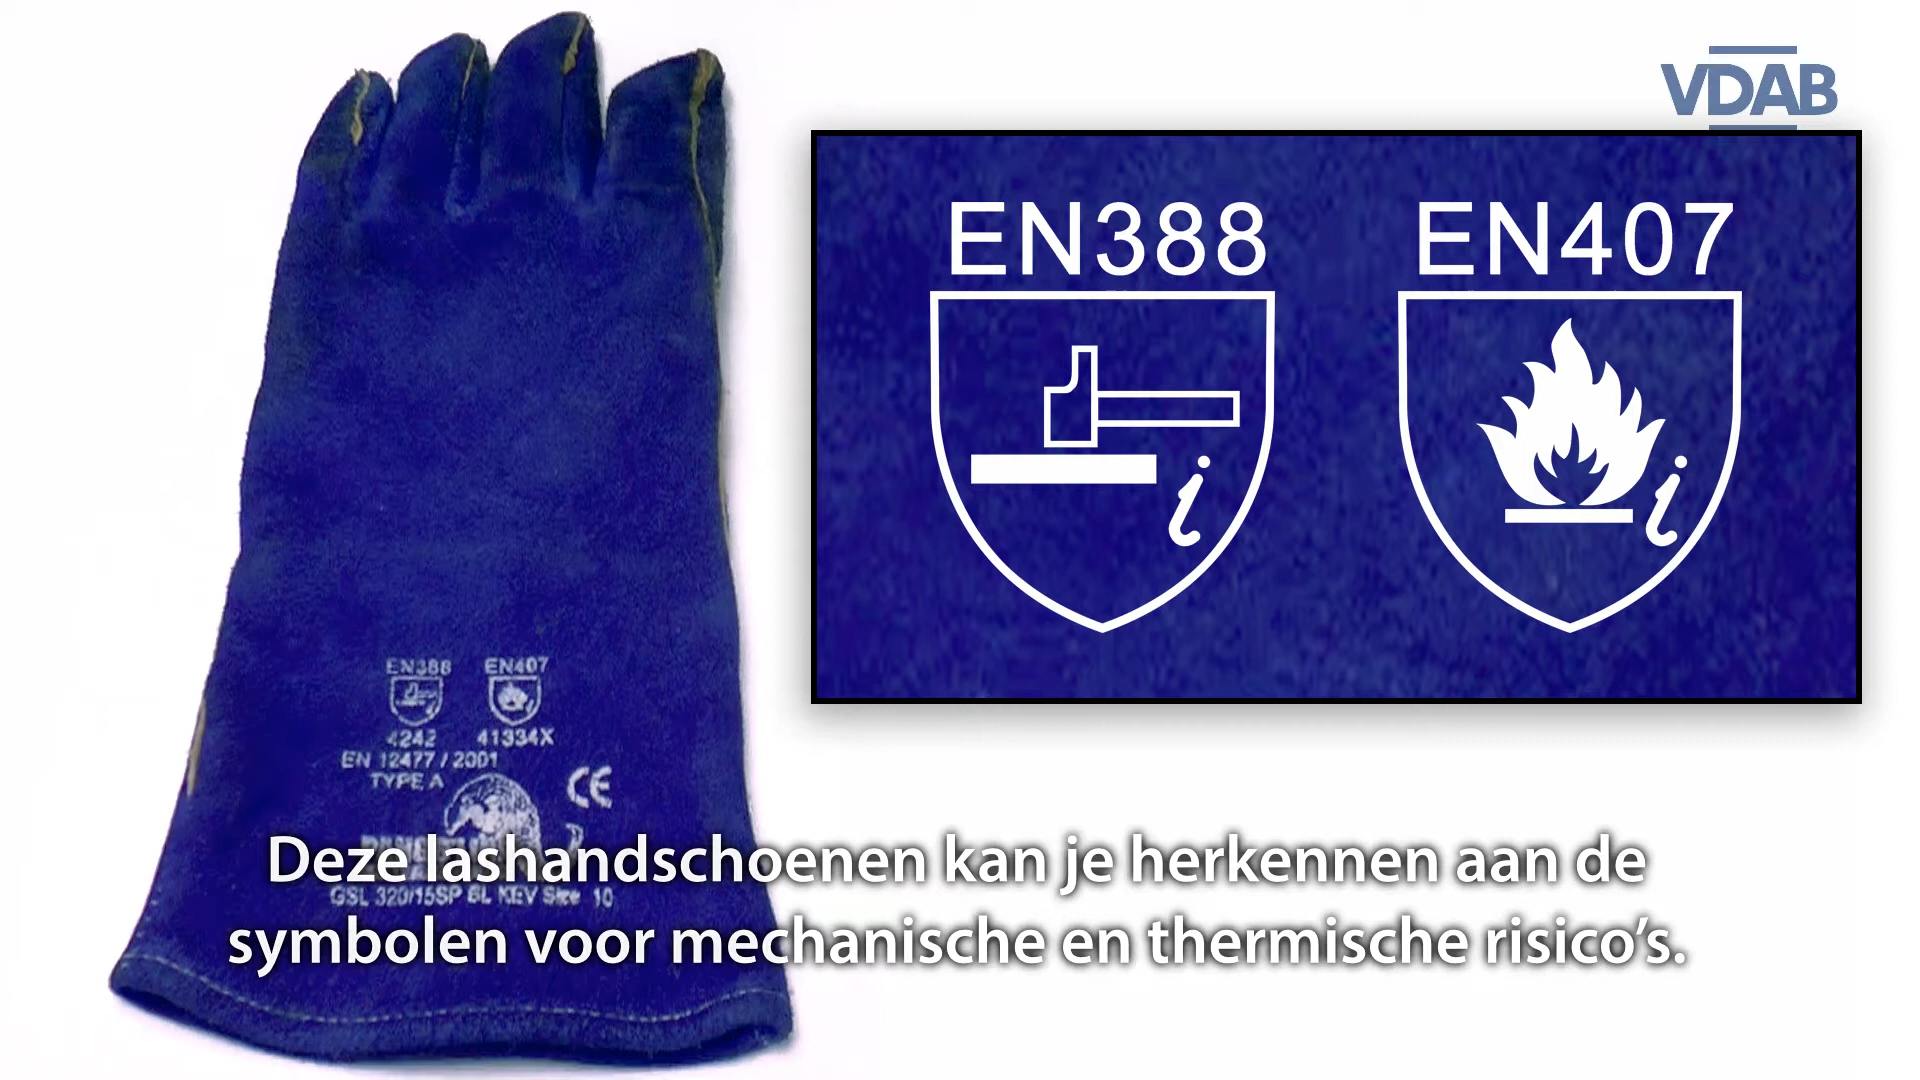 VDAB
EN388 EN407
i i
EN388 EN407
4242 41334X
EN 12477 / 2001
TYPE A
CE
Deze lashandschoenen kan je herkennen aan de
GSL 320/15SP BL KEV Size 10
symbolen voor mechanische en thermische risico's.